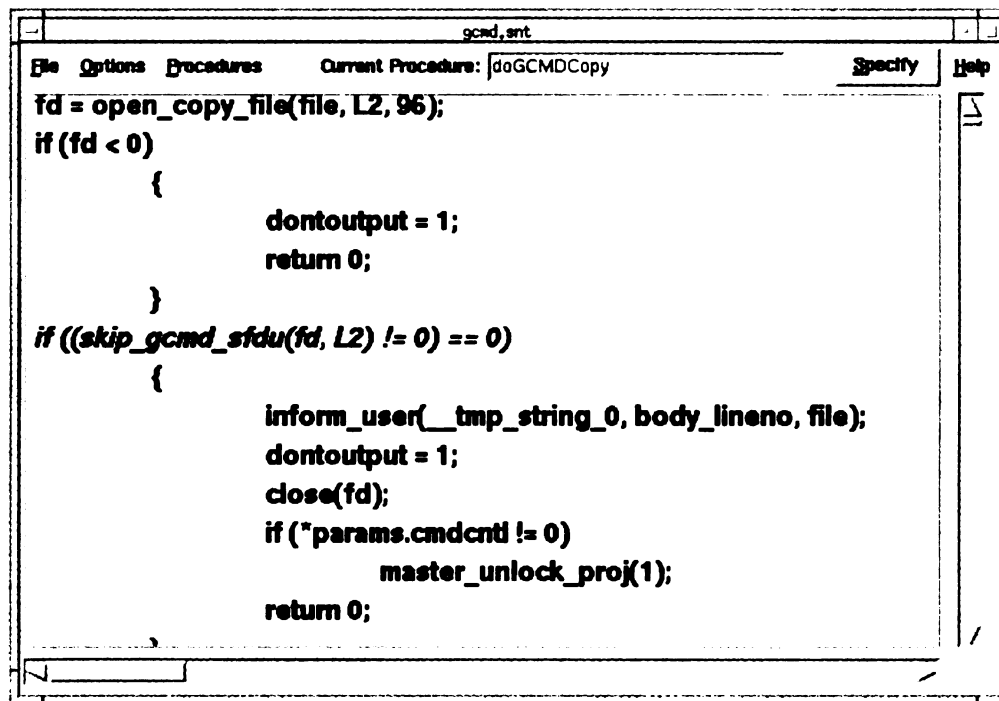 gcmd.snt
File Options Procedures Current Procedure: doGCMDCopy Specify Help
fd = open_copy_file(file, L2, 96);
if (fd < 0)
{
dontoutput = 1;
return 0;
}
if ((skip_gcmd_sfdu(fd, L2) != 0) == 0)
{
inform_user(__tmp_string_0, body_lineno, file);
dontoutput = 1;
close(fd);
if (*params.cmdcntl != 0)
master_unlock_proj(1);
return 0;
}